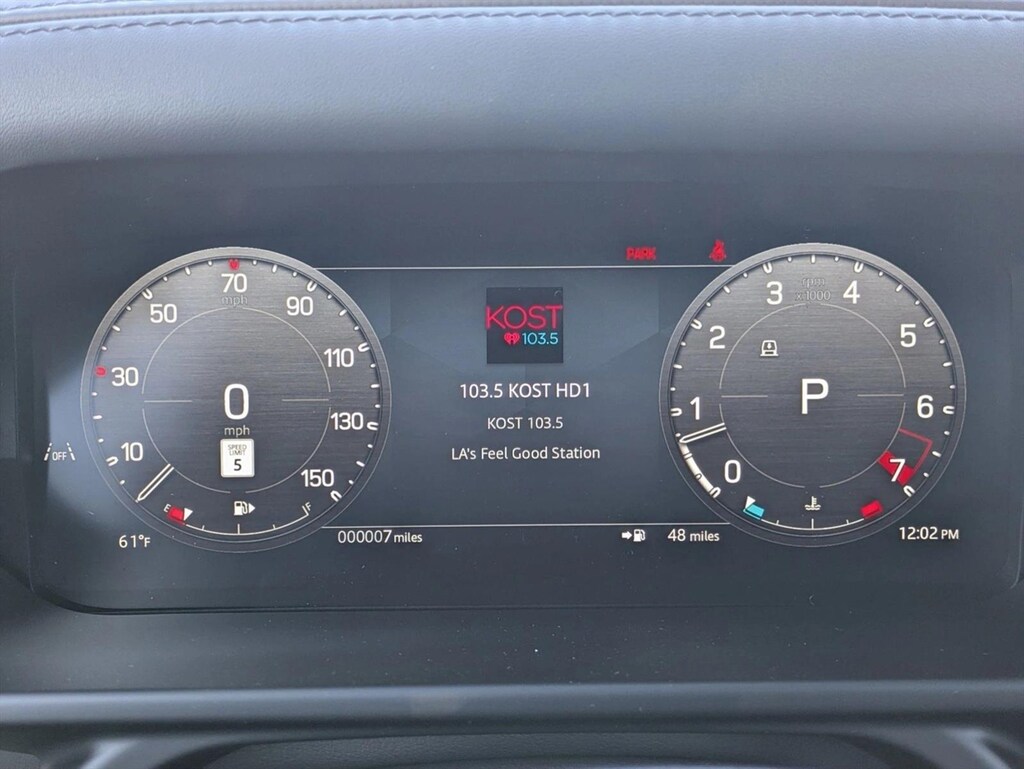 PARK
70
mph
50
90
30
110
10
130
150
0
mph
SPEED
LIMIT
5
E
F
OFF
61°F
KOST
103.5
103.5 KOST HD1
KOST 103.5
LA's Feel Good Station
000007 miles
48 miles
rpm
x1000
3
4
2
5
1
6
0
7
P
12:02 PM